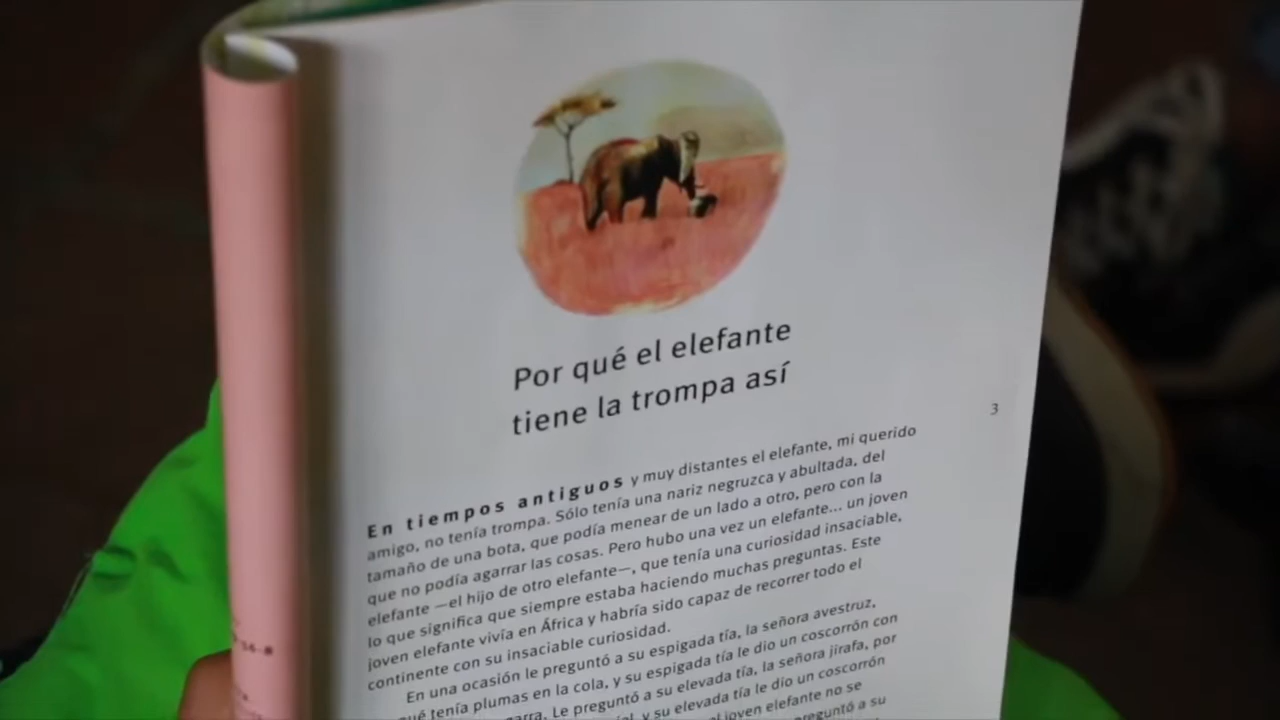 Por qué el elefante
tiene la trompa así
3
En tiempos antiguos y muy distantes el elefante, mi querido
amigo, no tenía trompa. Sólo tenía una nariz negruzca y abultada, del
tamaño de una bota, que podía menear de un lado a otro, pero con la
que no podía agarrar las cosas. Pero hubo una vez un elefante... un joven
elefante —el hijo de otro elefante—, que tenía una curiosidad insaciable,
lo que significa que siempre estaba haciendo muchas preguntas. Este
joven elefante vivía en África y habría sido capaz de recorrer todo el
continente con su insaciable curiosidad.
En una ocasión le preguntó a su espigada tía, la señora avestruz,
qué tenía plumas en la cola, y su espigada tía le dio un coscorrón con
Le preguntó a su elevada tía, la señora jirafa, por
y su elevada tía le dio un coscorrón
joven elefante no se
preguntó a su